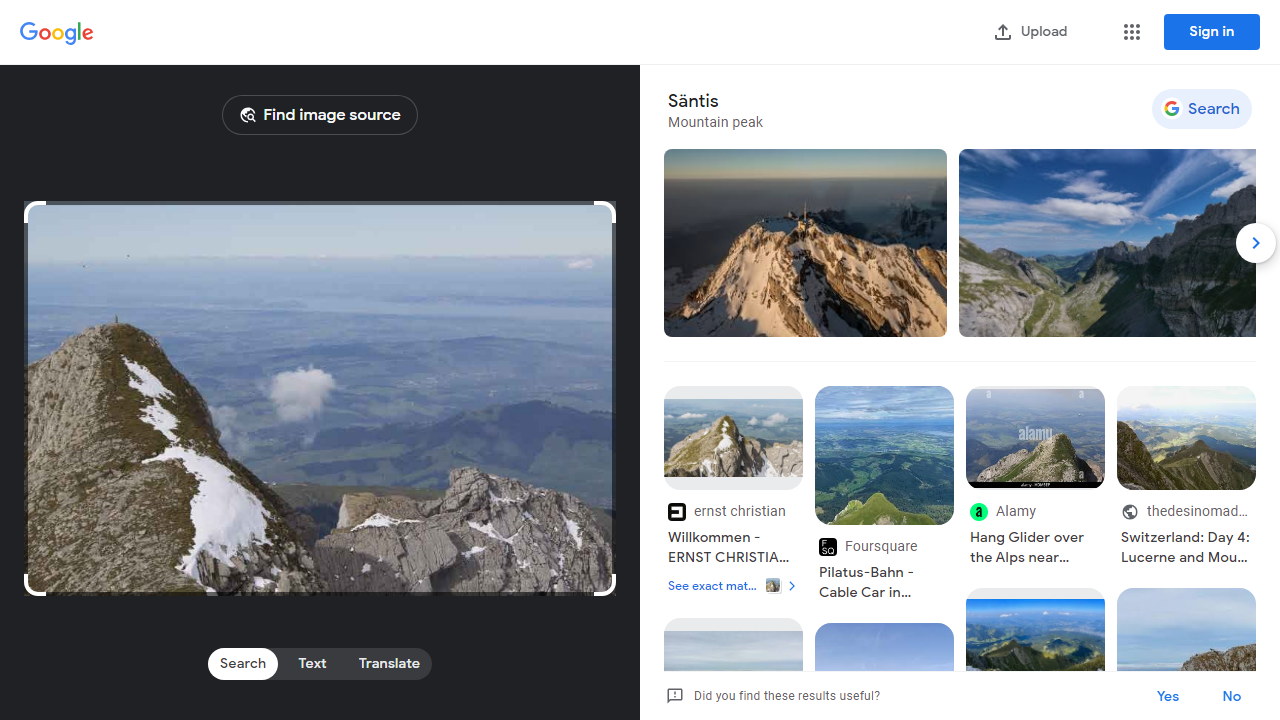 Google
Upload
Sign in
Find image source
Search
Text
Translate
Säntis
Mountain peak
Search
ernst christian
Willkommen -
ERNST CHRISTIA...
See exact mat...
Foursquare
Pilatus-Bahn -
Cable Car in...
a
a
alamy
a
Alamy
Hang Glider over
the Alps near...
thedesinomad...
Switzerland: Day 4:
Lucerne and Mou...
Did you find these results useful?
Yes
No